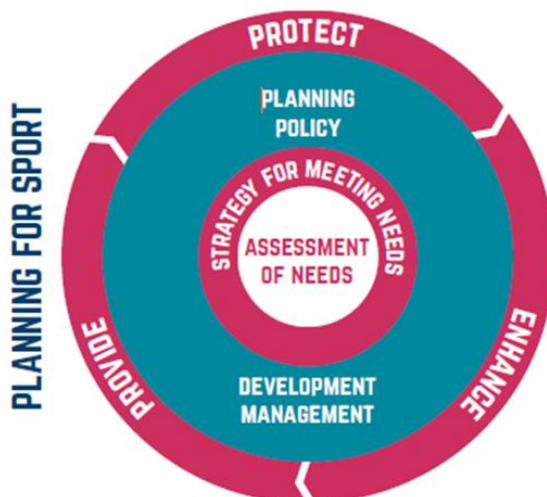 PLANNING FOR SPORT
PROTECT
PLANNING
POLICY
STRATEGY FOR MEETING NEEDS
ASSESSMENT
OF NEEDS
DEVELOPMENT
MANAGEMENT
PROVIDE
ENHANCE